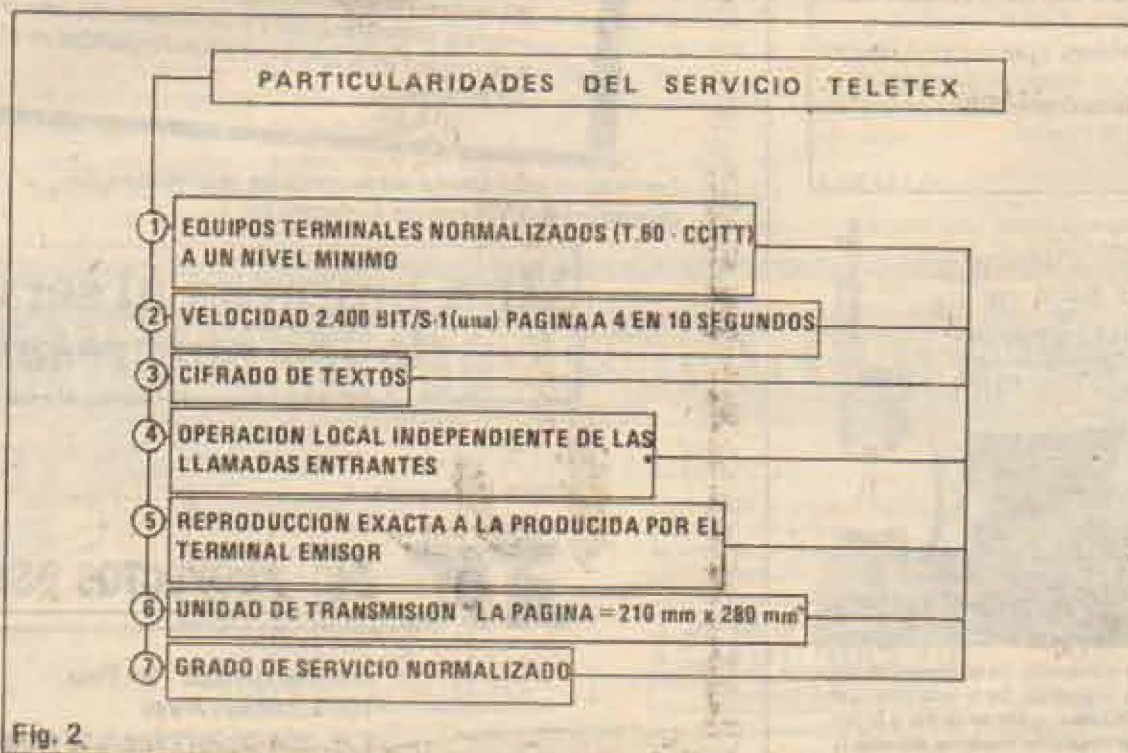 PARTICULARIDADES DEL SERVICIO TELETEX
1 EQUIPOS TERMINALES NORMALIZADOS (T.60 - CCITT)
A UN NIVEL MINIMO
2 VELOCIDAD 2.400 BIT/S-1(una) PAGINA A 4 EN 10 SEGUNDOS
3 CIFRADO DE TEXTOS
4 OPERACION LOCAL INDEPENDIENTE DE LAS
LLAMADAS ENTRANTES
5 REPRODUCCION EXACTA A LA PRODUCIDA POR EL
TERMINAL EMISOR
6 UNIDAD DE TRANSMISION "LA PAGINA = 210 mm x 280 mm"
7 GRADO DE SERVICIO NORMALIZADO
Fig. 2